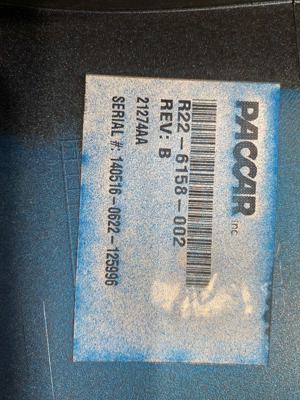 PACCAR Inc
R22-6158-002
REV: B
21274AA
SERIAL #: 140516-0622-125996